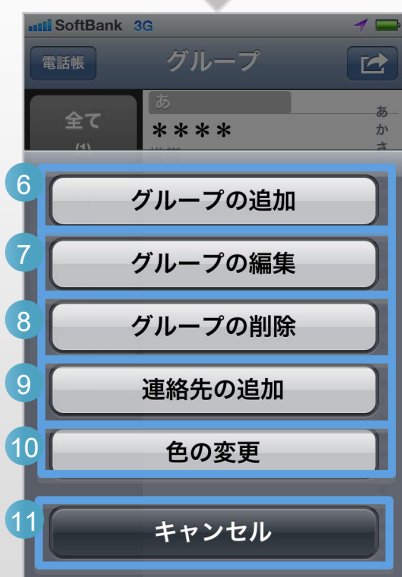 SoftBank 3G
電話帳 グループ
全て
(1)
あ
****
あ
か
さ
6 グループの追加
7 グループの編集
8 グループの削除
9 連絡先の追加
10 色の変更
11 キャンセル